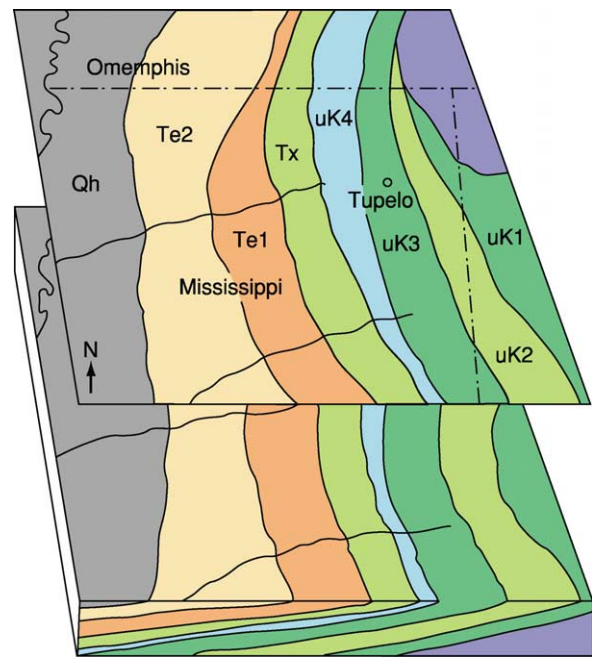 Omemphis
Te2
uK4
Tx
Qh
Tupelo
Te1
uK3
uK1
Mississippi
N
uK2